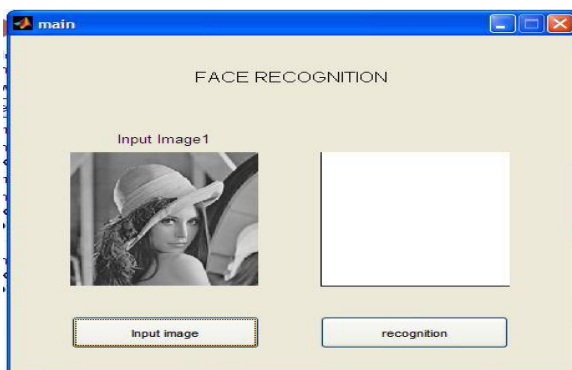 main
FACE RECOGNITION
Input Image1
Input image
recognition